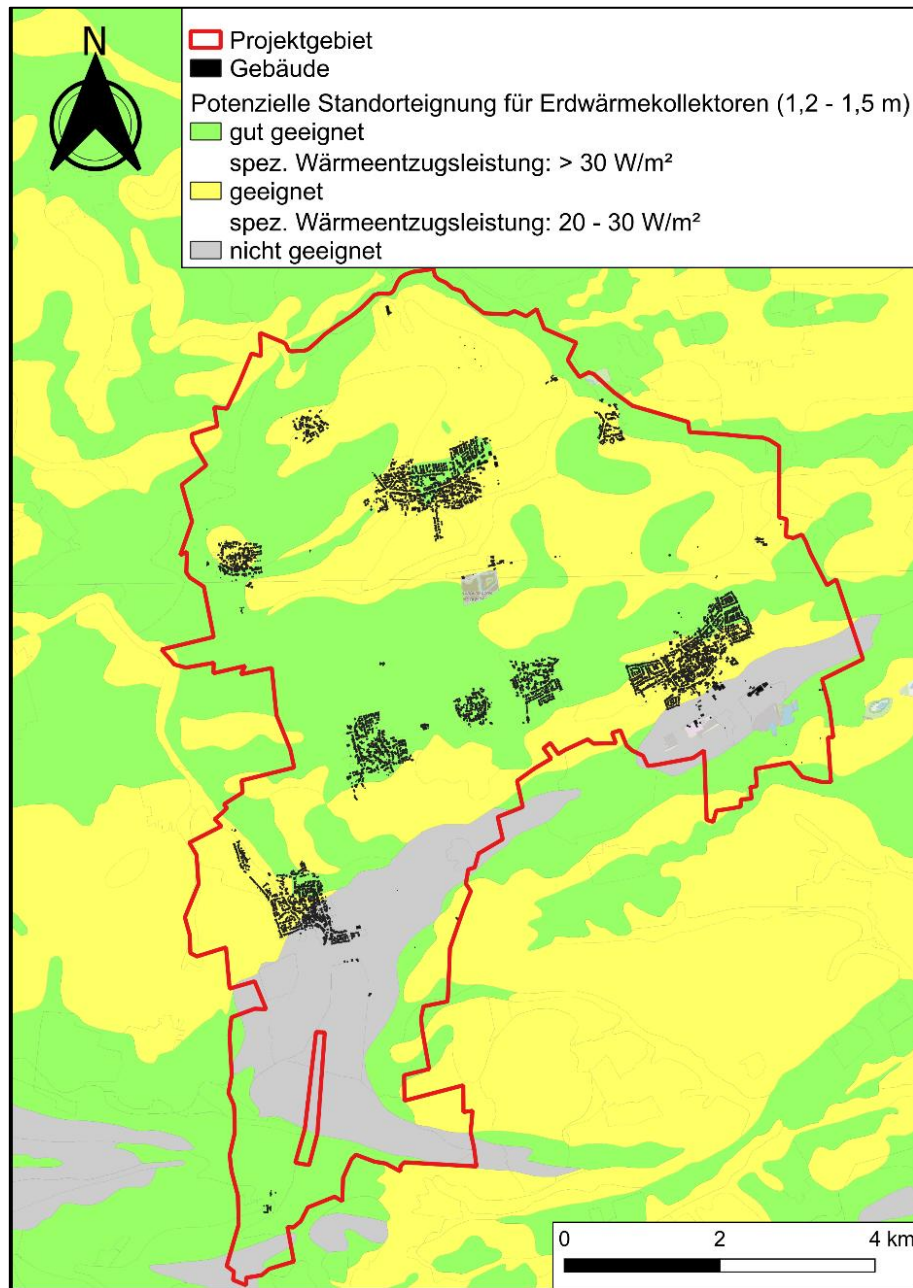 N
Projektgebiet
Gebäude
Potenzielle Standorteignung für Erdwärmekollektoren (1,2 - 1,5 m)
gut geeignet
spez. Wärmeentzugsleistung: > 30 W/m²
geeignet
spez. Wärmeentzugsleistung: 20 - 30 W/m²
nicht geeignet
0 2 4 km